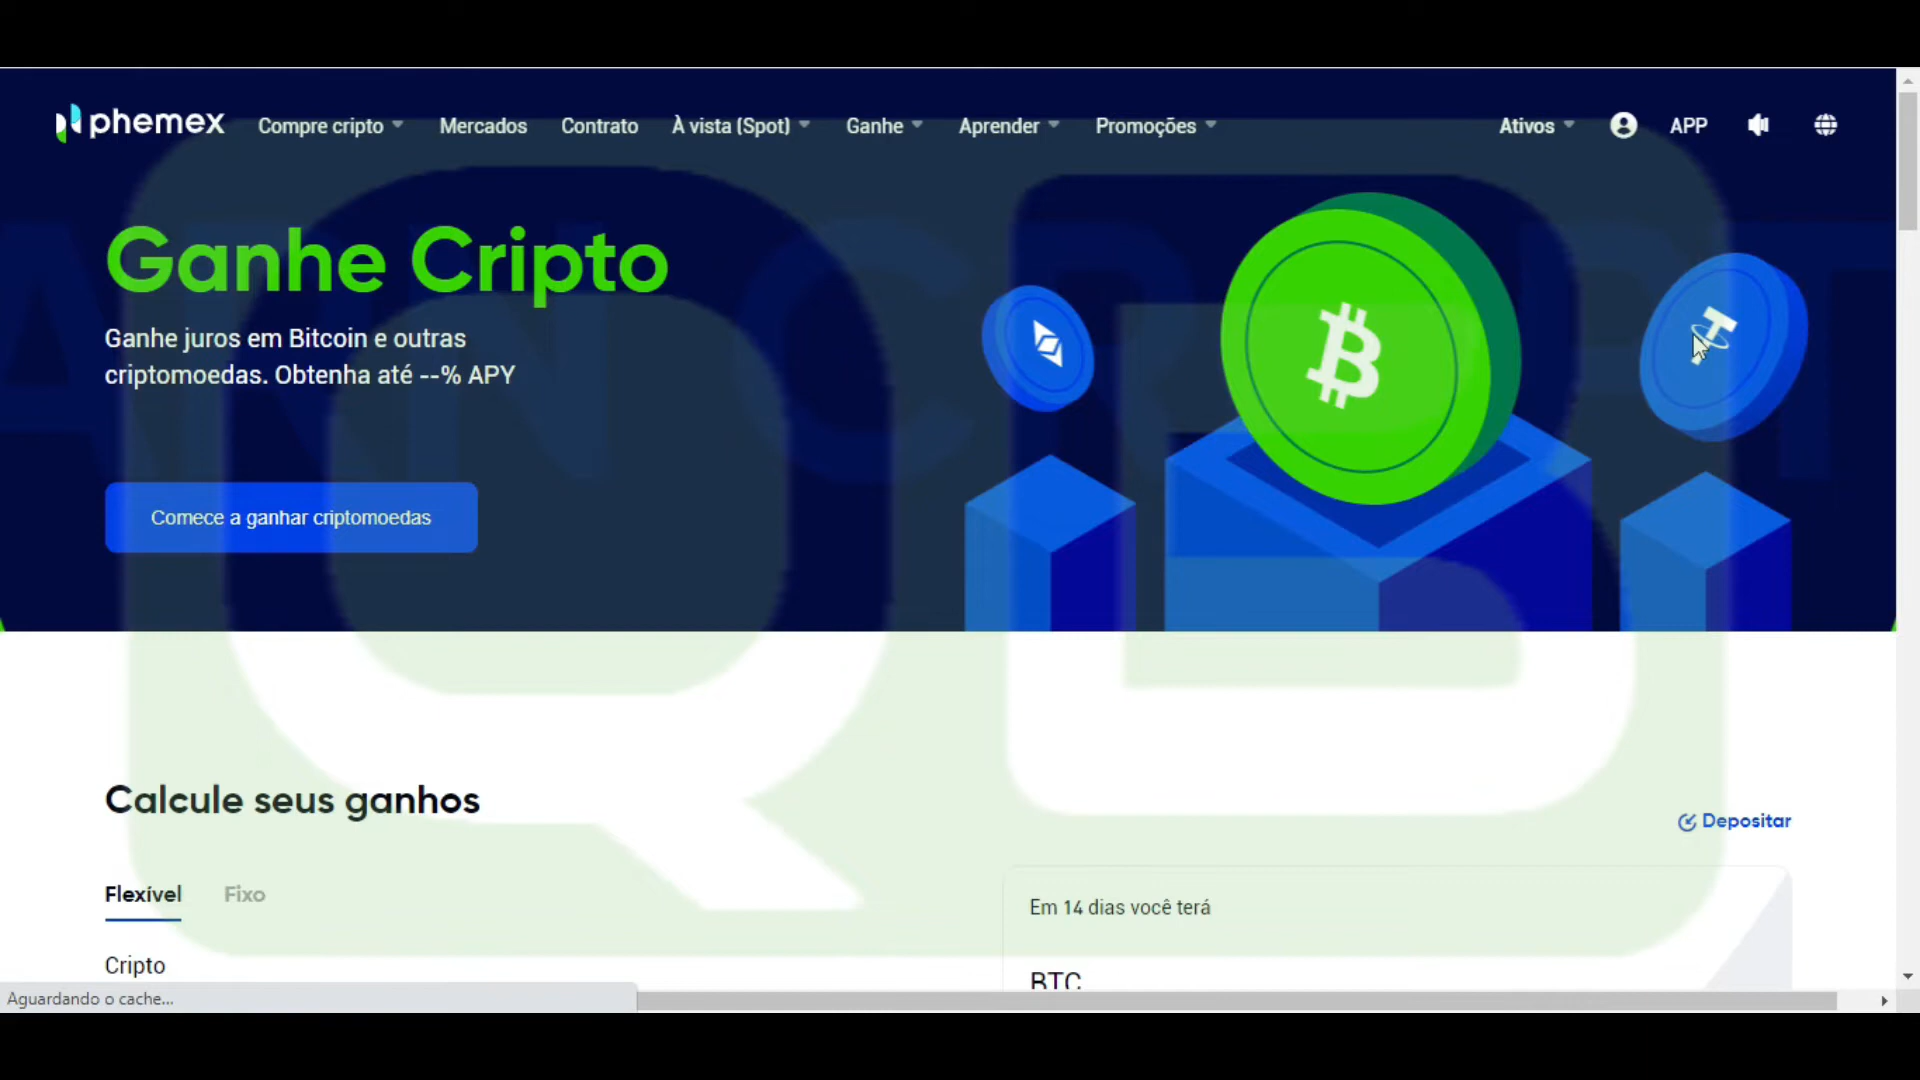 phemex Compre cripto Mercados Contrato À vista (Spot) Ganhe Aprender Promoções Ativos APP
Ganhe Cripto
Ganhe juros em Bitcoin e outras
criptomoedas. Obtenha até --% APY
Comece a ganhar criptomoedas
Calcule seus ganhos
Depositar
Flexível Fixo
Em 14 dias você terá
Cripto
BTC
Aguardando o cache...